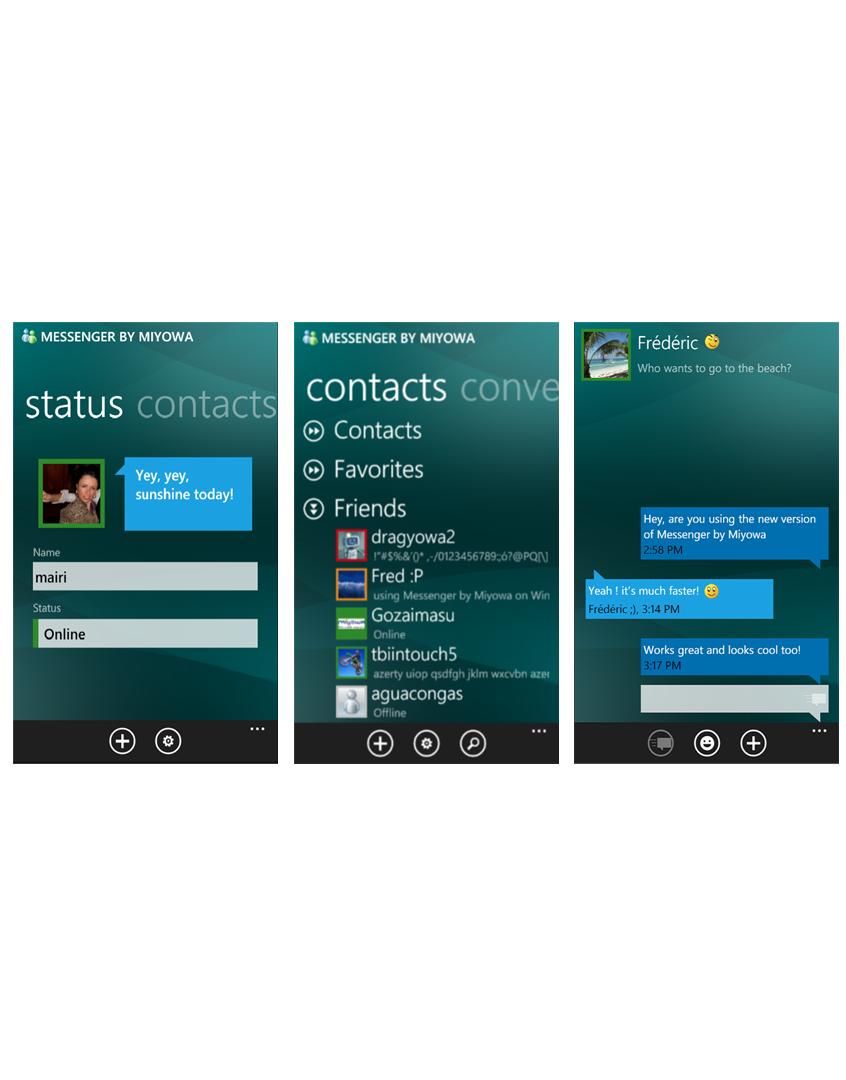 MESSENGER BY MIYOWA
status contacts
Yey, yey,
sunshine today!
Name
mairi
Status
Online
MESSENGER BY MIYOWA
contacts conve
Contacts
Favorites
Friends
dragyowa2
!"#$%&'()* ,-/0123456789:;ó?@PQ[\]
Fred :P
using Messenger by Miyowa on Win
Gozaimasu
Online
tbiintouch5
azerty uiop qsdfgh jklm wxcvbn azer
aguacongas
Offline
Frédéric
Who wants to go to the beach?
Hey, are you using the new version
of Messenger by Miyowa
2:58 PM
Yeah ! it's much faster!
Frédéric ;), 3:14 PM
Works great and looks cool too!
3:17 PM